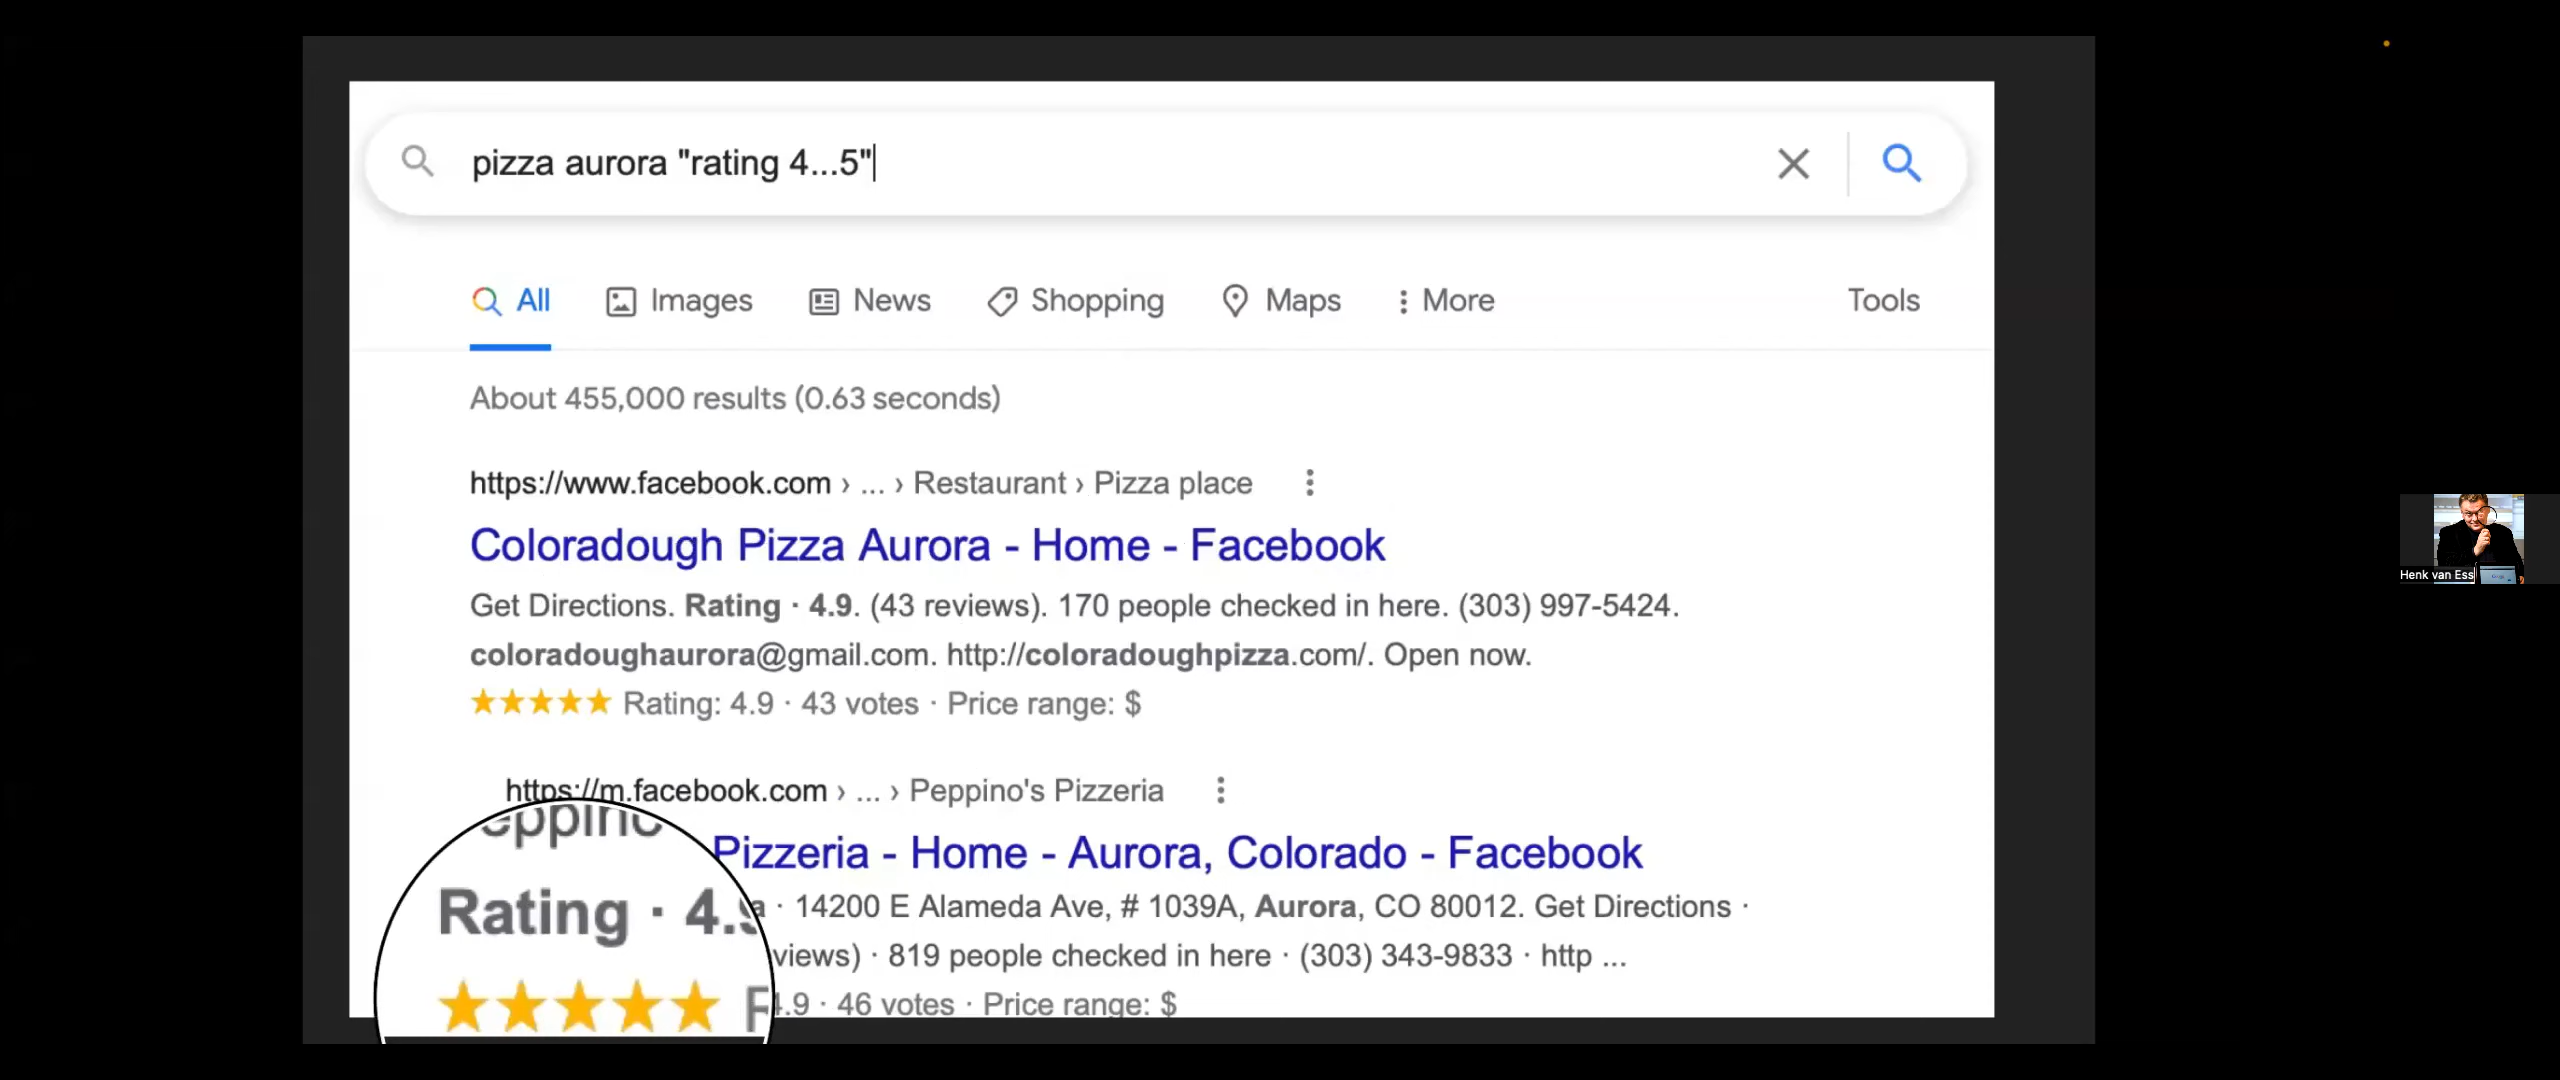 pizza aurora "rating 4...5"
All Images News Shopping Maps More Tools
About 455,000 results (0.63 seconds)
https://www.facebook.com › ... › Restaurant › Pizza place
Coloradough Pizza Aurora - Home - Facebook
Get Directions. Rating · 4.9. (43 reviews). 170 people checked in here. (303) 997-5424.
coloradoughaurora@gmail.com. http://coloradoughpizza.com/. Open now.
Rating: 4.9 · 43 votes · Price range: $
https://m.facebook.com › ... › Peppino's Pizzeria
Pizzeria - Home - Aurora, Colorado - Facebook
· 14200 E Alameda Ave, # 1039A, Aurora, CO 80012. Get Directions ·
views) · 819 people checked in here · (303) 343-9833 · http ...
4.9 · 46 votes · Price range: $
Rating · 4.9
Henk van Ess